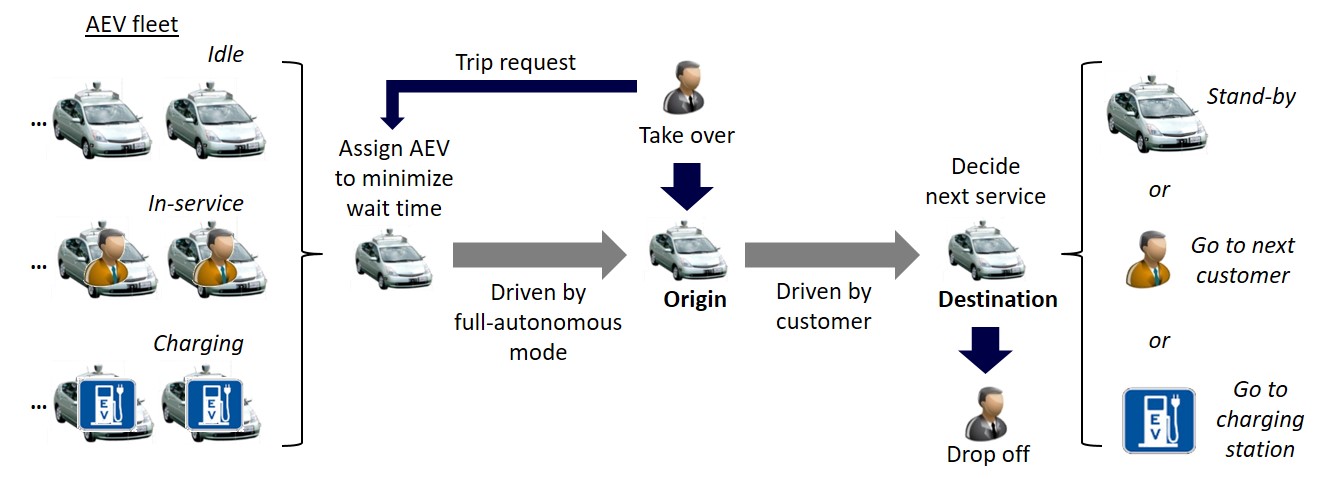 AEV fleet
Idle
...
In-service
...
Charging
...
EV
EV
Trip request
Assign AEV
to minimize
wait time
Take over
Driven by
full-autonomous
mode
Origin
Driven by
customer
Decide
next service
Destination
Drop off
Stand-by
or
Go to next
customer
or
EV
Go to
charging
station